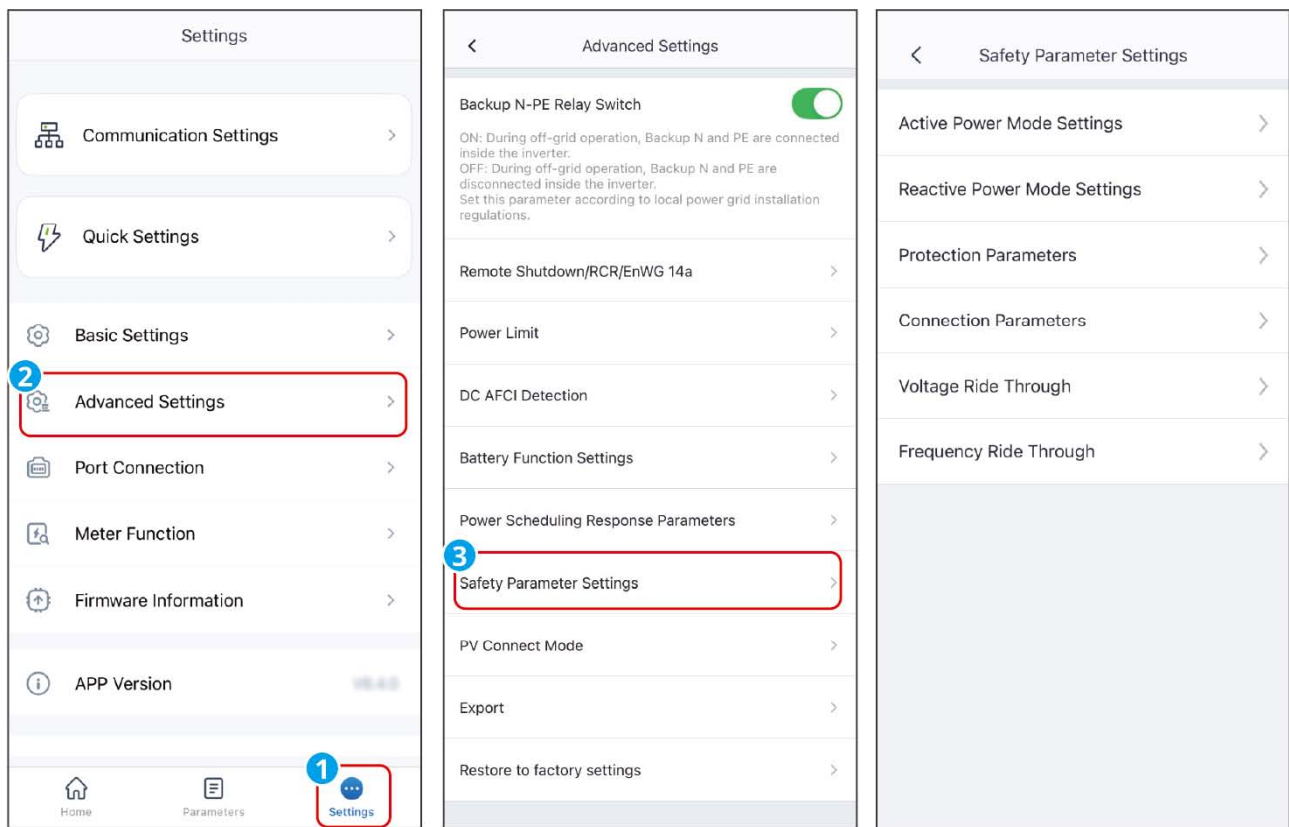 Settings
Communication Settings
Quick Settings
Basic Settings
2
Advanced Settings
Port Connection
Meter Function
Firmware Information
APP Version
1
Home
Parameters
Settings
Advanced Settings
Backup N-PE Relay Switch
ON: During off-grid operation, Backup N and PE are connected
inside the inverter.
OFF: During off-grid operation, Backup N and PE are
disconnected inside the inverter.
Set this parameter according to local power grid installation
regulations.
Remote Shutdown/RCR/EnWG 14a
Power Limit
DC AFCI Detection
Battery Function Settings
Power Scheduling Response Parameters
3
Safety Parameter Settings
PV Connect Mode
Export
Restore to factory settings
Safety Parameter Settings
Active Power Mode Settings
Reactive Power Mode Settings
Protection Parameters
Connection Parameters
Voltage Ride Through
Frequency Ride Through